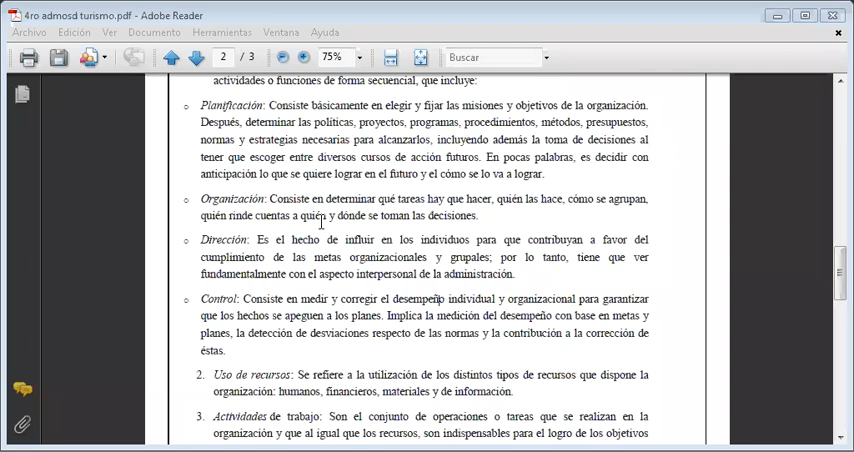 4ro admosd turismo.pdf - Adobe Reader
Archivo Edición Ver Documento Herramientas Ventana Ayuda
2 / 3 75% Buscar
actividades o funciones de forma secuencial, que incluye:
o Planificación: Consiste básicamente en elegir y fijar las misiones y objetivos de la organización.
Después, determinar las políticas, proyectos, programas, procedimientos, métodos, presupuestos,
normas y estrategias necesarias para alcanzarlos, incluyendo además la toma de decisiones al
tener que escoger entre diversos cursos de acción futuros. En pocas palabras, es decidir con
anticipación lo que se quiere lograr en el futuro y el cómo se lo va a lograr.
o Organización: Consiste en determinar qué tareas hay que hacer, quién las hace, cómo se agrupan,
quién rinde cuentas a quién y dónde se toman las decisiones.
o Dirección: Es el hecho de influir en los individuos para que contribuyan a favor del
cumplimiento de las metas organizacionales y grupales; por lo tanto, tiene que ver
fundamentalmente con el aspecto interpersonal de la administración.
o Control: Consiste en medir y corregir el desempeño individual y organizacional para garantizar
que los hechos se apeguen a los planes. Implica la medición del desempeño con base en metas y
planes, la detección de desviaciones respecto de las normas y la contribución a la corrección de
éstas.
2. Uso de recursos: Se refiere a la utilización de los distintos tipos de recursos que dispone la
organización: humanos, financieros, materiales y de información.
3. Actividades de trabajo: Son el conjunto de operaciones o tareas que se realizan en la
organización y que al igual que los recursos, son indispensables para el logro de los objetivos